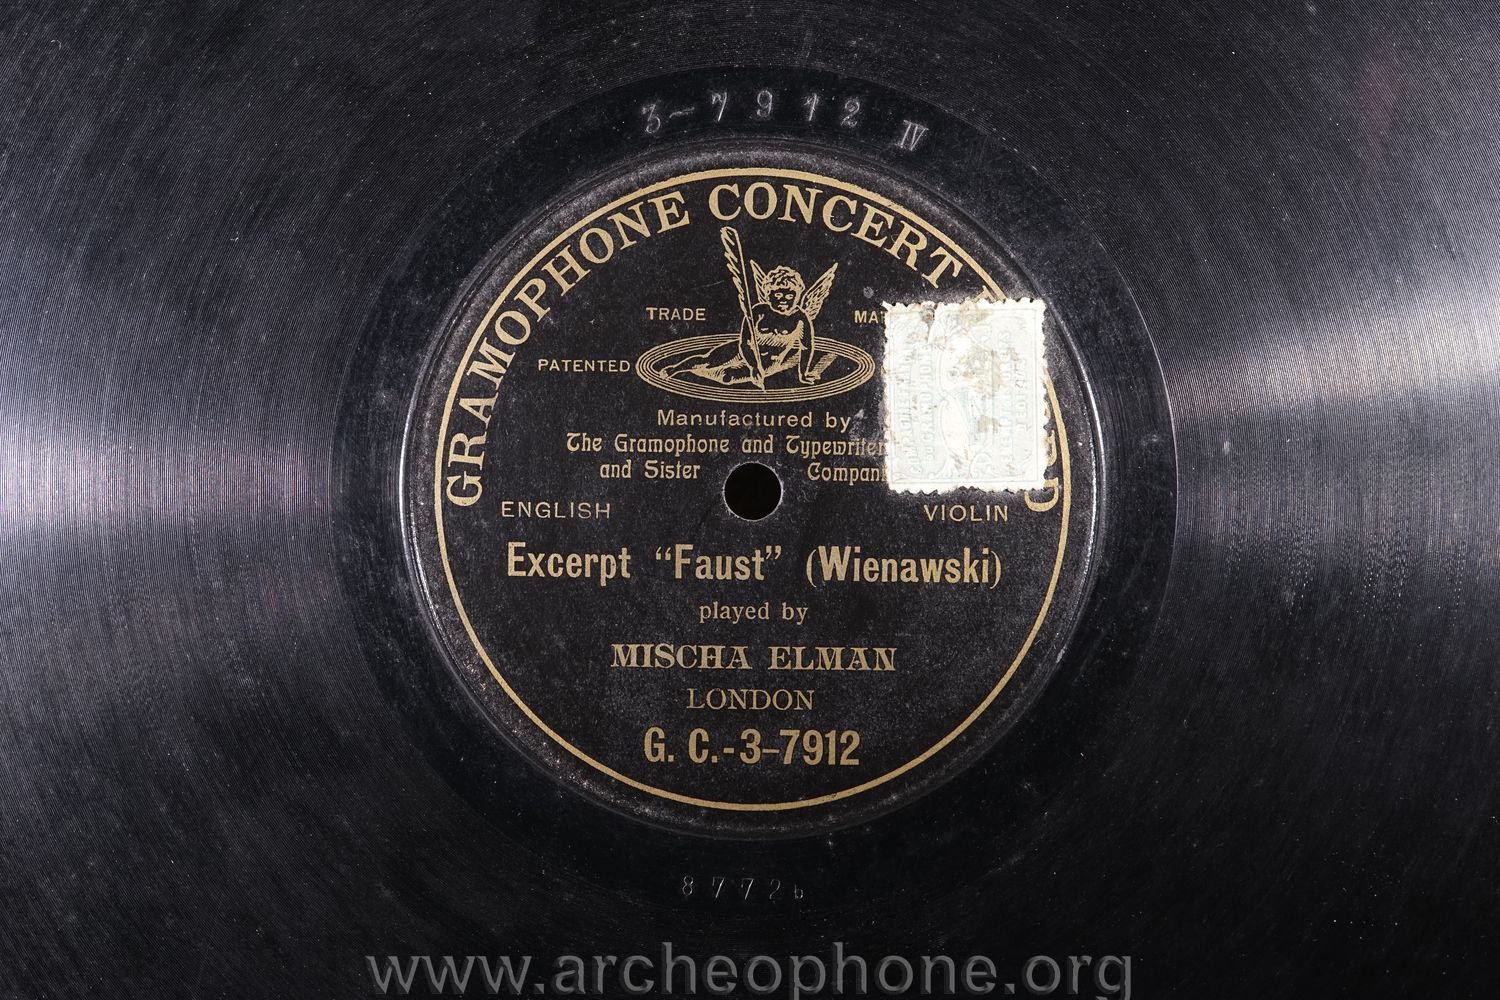 3-7912 IV
GRAMOPHONE CONCERT
TRADE
PATENTED
Manufactured by
The Gramophone and Typewriter
and Sister
ENGLISH VIOLIN
Excerpt “Faust” (Wienawski)
played by
MISCHA ELMAN
LONDON
G. C.-3-7912
8772b
www.archeophone.org